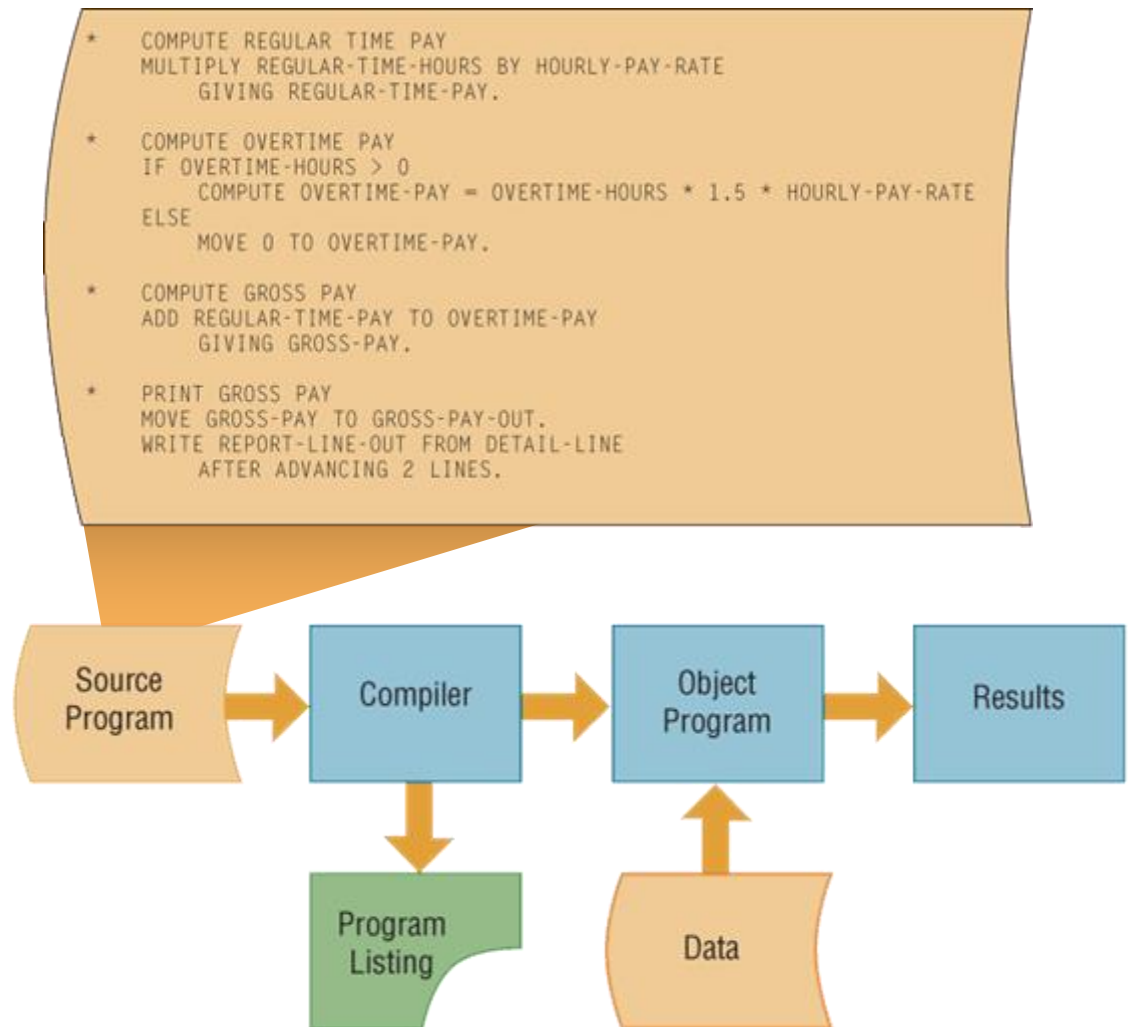 * COMPUTE REGULAR TIME PAY
MULTIPLY REGULAR-TIME-HOURS BY HOURLY-PAY-RATE
GIVING REGULAR-TIME-PAY.
* COMPUTE OVERTIME PAY
IF OVERTIME-HOURS > 0
COMPUTE OVERTIME-PAY = OVERTIME-HOURS * 1.5 * HOURLY-PAY-RATE
ELSE
MOVE 0 TO OVERTIME-PAY.
* COMPUTE GROSS PAY
ADD REGULAR-TIME-PAY TO OVERTIME-PAY
GIVING GROSS-PAY.
* PRINT GROSS PAY
MOVE GROSS-PAY TO GROSS-PAY-OUT.
WRITE REPORT-LINE-OUT FROM DETAIL-LINE
AFTER ADVANCING 2 LINES.
Source
Program
Compiler
Object
Program
Results
Program
Listing
Data